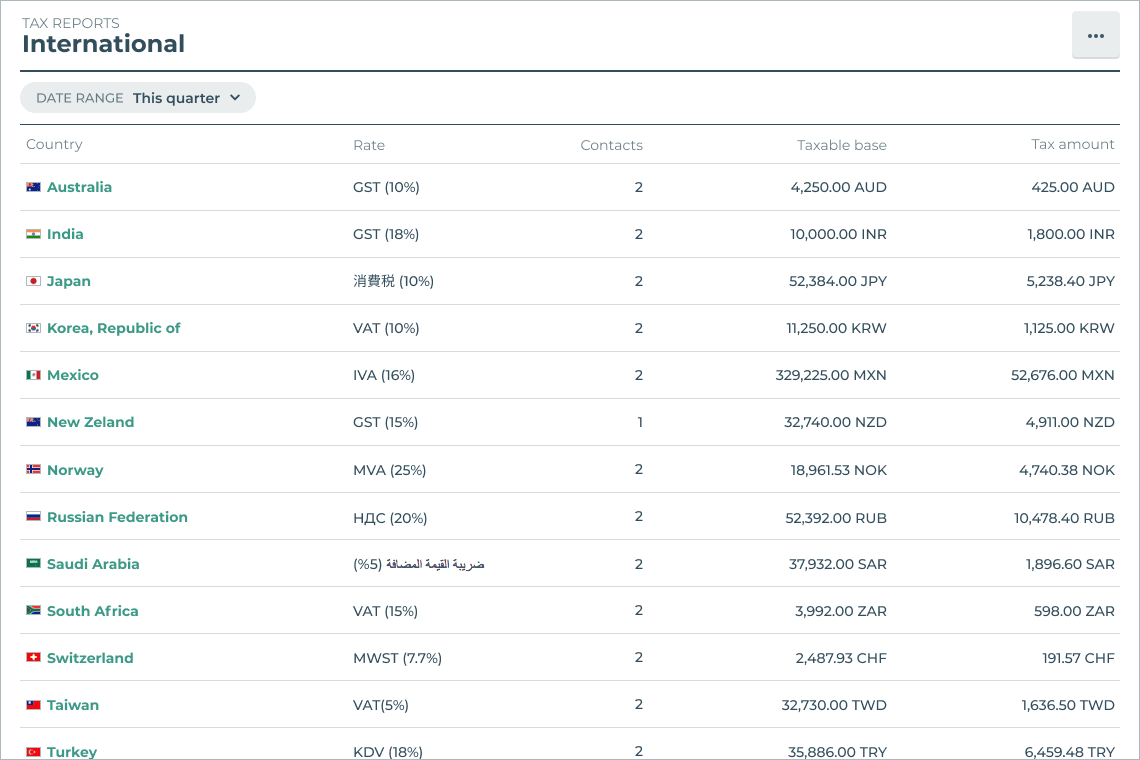 TAX REPORTS
International
DATE RANGE This quarter
Country Rate Contacts Taxable base Tax amount
Australia GST (10%) 2 4,250.00 AUD 425.00 AUD
India GST (18%) 2 10,000.00 INR 1,800.00 INR
Japan 消費税 (10%) 2 52,384.00 JPY 5,238.40 JPY
Korea, Republic of VAT (10%) 2 11,250.00 KRW 1,125.00 KRW
Mexico IVA (16%) 2 329,225.00 MXN 52,676.00 MXN
New Zeland GST (15%) 1 32,740.00 NZD 4,911.00 NZD
Norway MVA (25%) 2 18,961.53 NOK 4,740.38 NOK
Russian Federation НДС (20%) 2 52,392.00 RUB 10,478.40 RUB
Saudi Arabia ضريبة القيمة المضافة (5%) 2 37,932.00 SAR 1,896.60 SAR
South Africa VAT (15%) 2 3,992.00 ZAR 598.00 ZAR
Switzerland MWST (7.7%) 2 2,487.93 CHF 191.57 CHF
Taiwan VAT(5%) 2 32,730.00 TWD 1,636.50 TWD
Turkey KDV (18%) 2 35,886.00 TRY 6,459.48 TRY